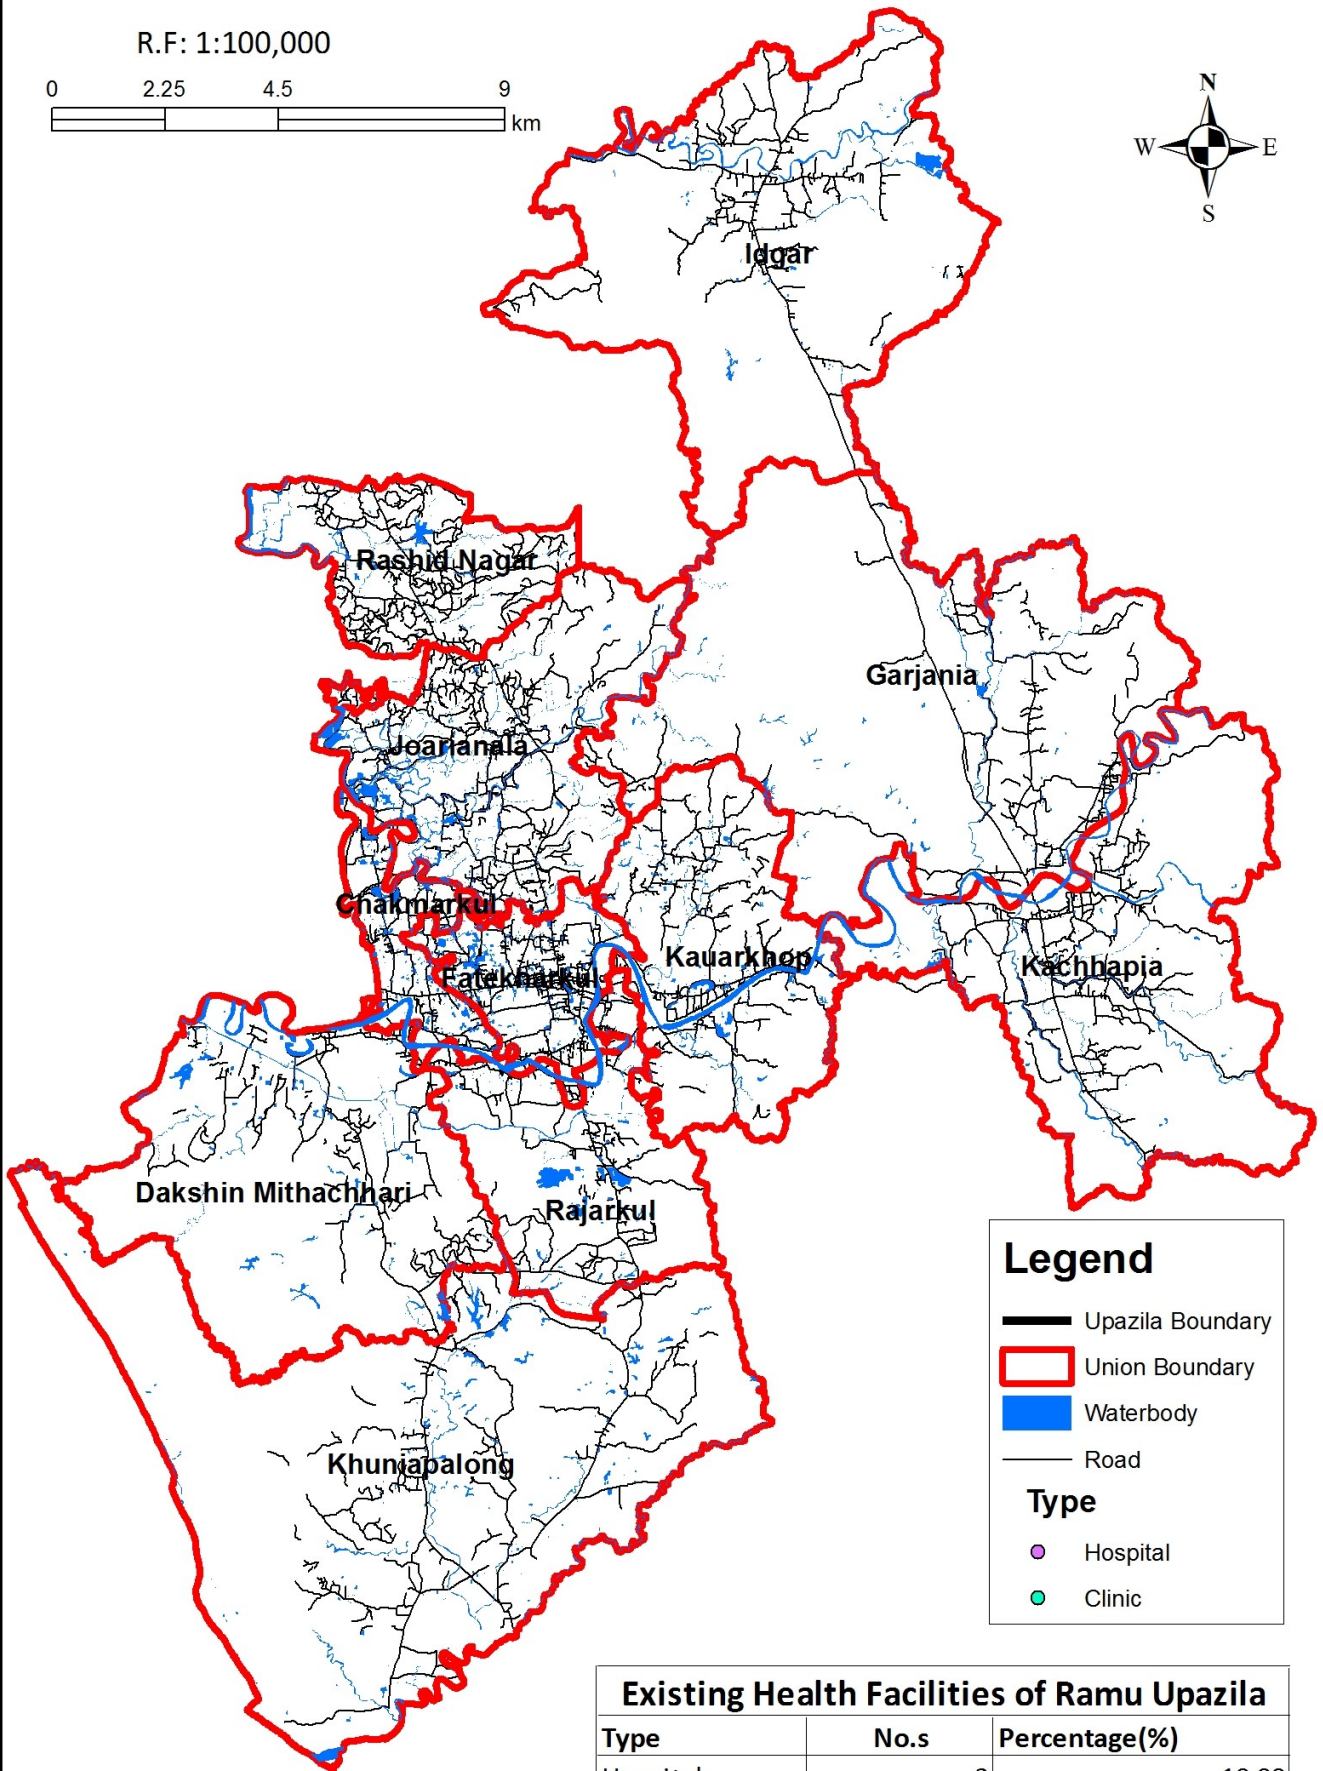 R.F: 1:100,000
0 2.25 4.5 9
km
N
W E
S
Idgar
Rashid Nagar
Garjania
Joarianala
Chakmarkul
Kauarkhop
Fatekharkul
Kachhapia
Dakshin Mithachhari
Rajarkul
Khuniapalong
Legend
Upazila Boundary
Union Boundary
Waterbody
Road
Type
Hospital
Clinic
Existing Health Facilities of Ramu Upazila
Type No.s Percentage(%)